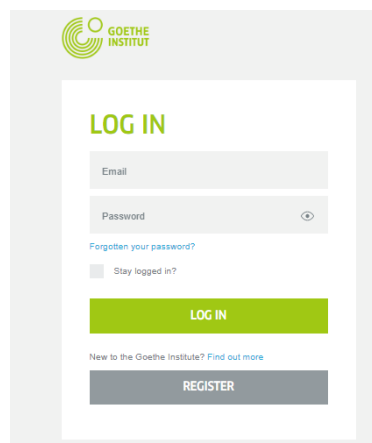 GOETHE
INSTITUT
LOG IN
Email
Password
Forgotten your password?
Stay logged in?
LOG IN
New to the Goethe Institute? Find out more
REGISTER